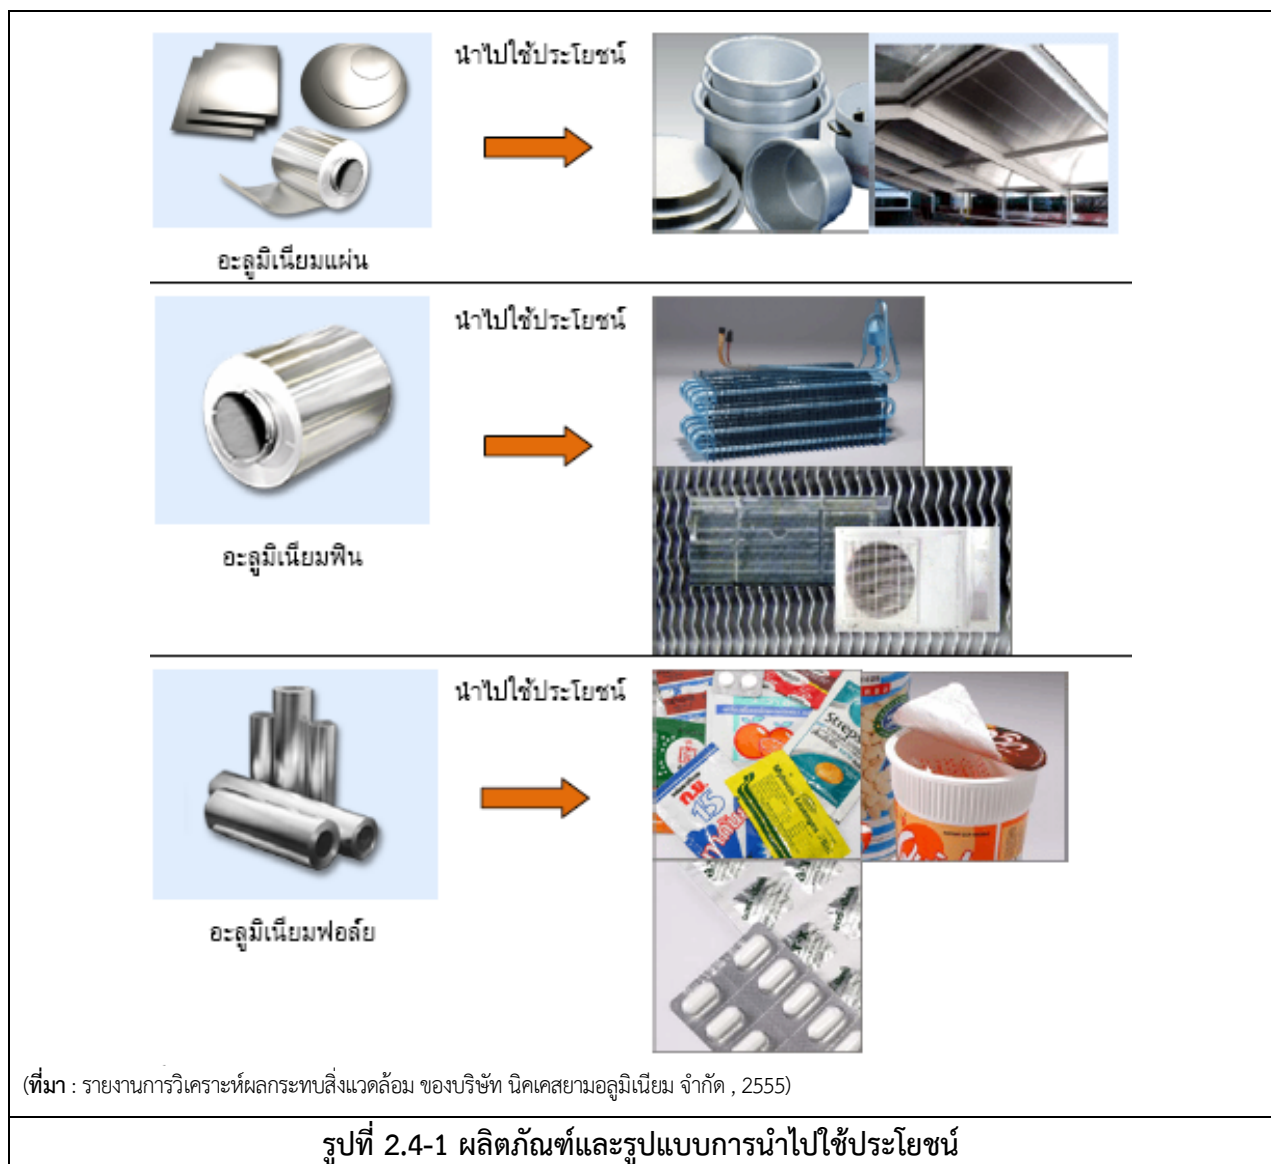 นำไปใช้ประโยชน์
อะลูมิเนียมแผ่น
นำไปใช้ประโยชน์
อะลูมิเนียมฟิน
นำไปใช้ประโยชน์
Strep
ก.ย.
15
อะลูมิเนียมฟอล์ย
(ที่มา : รายงานการวิเคราะห์ผลกระทบสิ่งแวดล้อม ของบริษัท นิคเคสยามอลูมิเนียม จำกัด , 2555)
รูปที่ 2.4-1 ผลิตภัณฑ์และรูปแบบการนำไปใช้ประโยชน์